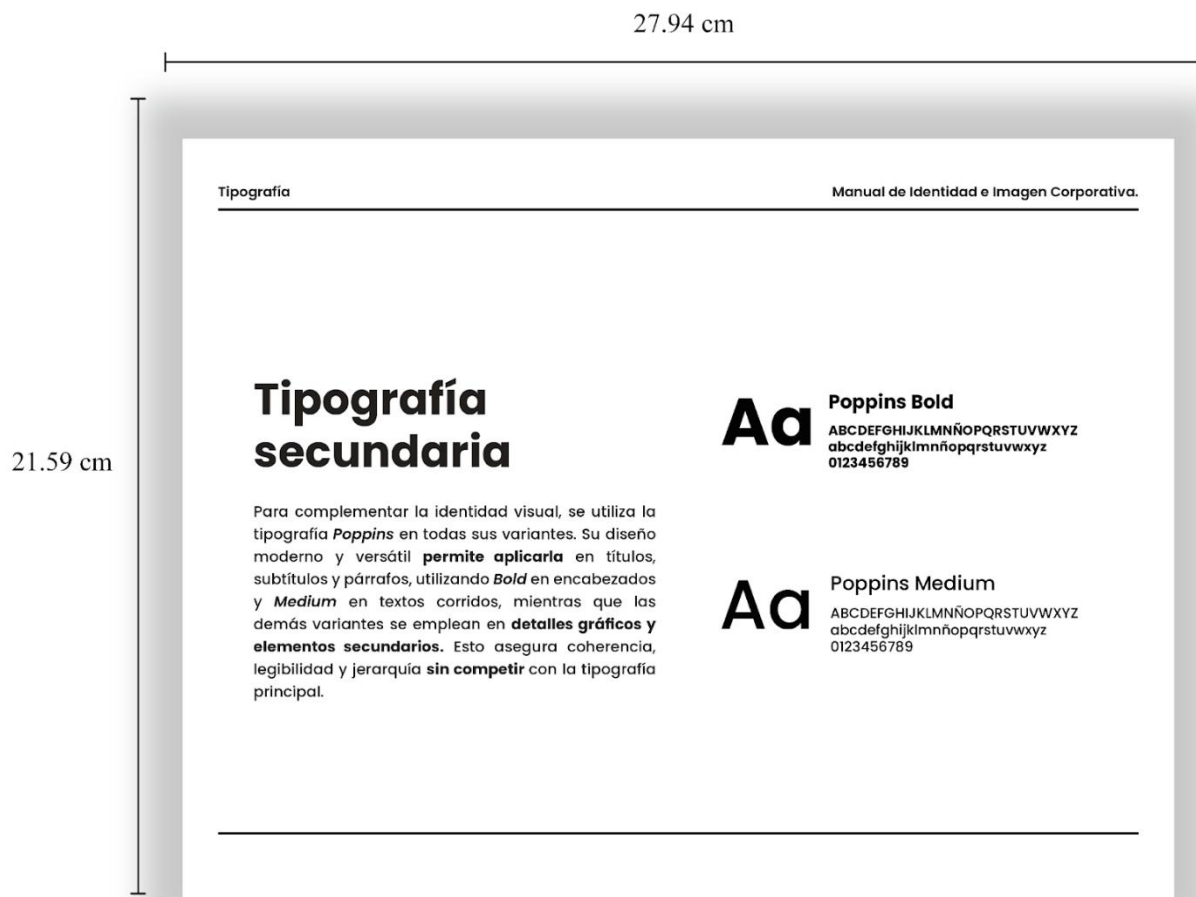 27.94 cm
21.59 cm
Tipografía
Manual de Identidad e Imagen Corporativa.
Tipografía
secundaria
Para complementar la identidad visual, se utiliza la
tipografía Poppins en todas sus variantes. Su diseño
moderno y versátil permite aplicarla en títulos,
subtítulos y párrafos, utilizando Bold en encabezados
y Medium en textos corridos, mientras que las
demás variantes se emplean en detalles gráficos y
elementos secundarios. Esto asegura coherencia,
legibilidad y jerarquía sin competir con la tipografía
principal.
Aa
Poppins Bold
ABCDEFGHIJKLMNÑOPQRSTUVWXYZ
abcdefghijklmnñopqrstuvwxyz
0123456789
Aa
Poppins Medium
ABCDEFGHIJKLMNÑOPQRSTUVWXYZ
abcdefghijklmnñopqrstuvwxyz
0123456789